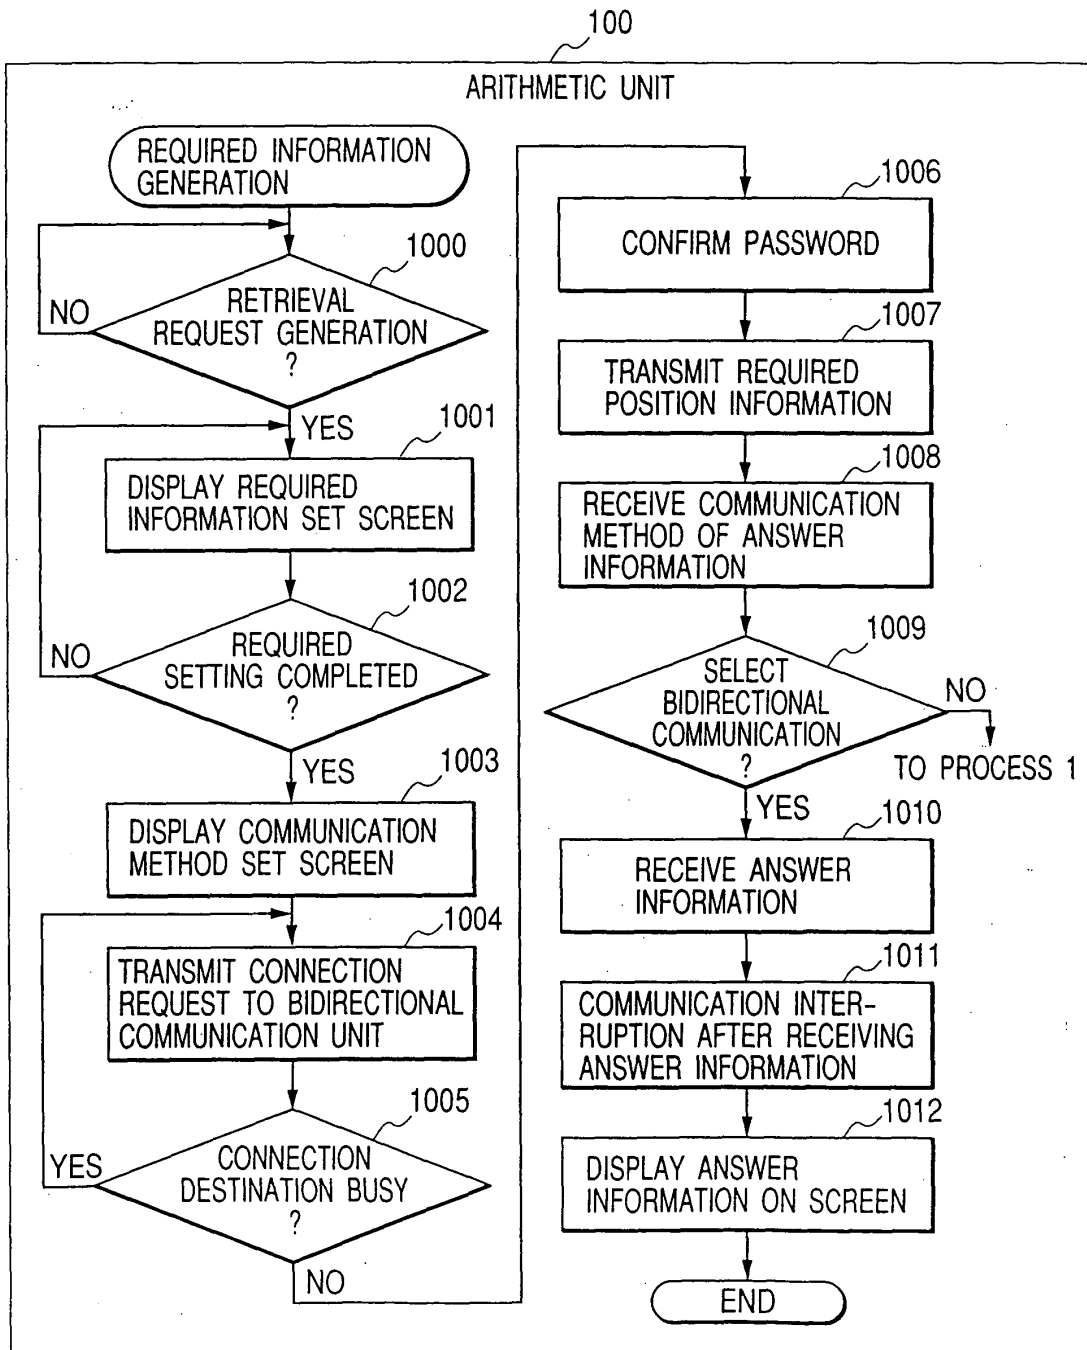 100
ARITHMETIC UNIT
REQUIRED INFORMATION
GENERATION
1000
RETRIEVAL
REQUEST GENERATION
?
NO
YES
1001
DISPLAY REQUIRED
INFORMATION SET SCREEN
1002
REQUIRED
SETTING COMPLETED
?
NO
YES
1003
DISPLAY COMMUNICATION
METHOD SET SCREEN
1004
TRANSMIT CONNECTION
REQUEST TO BIDIRECTIONAL
COMMUNICATION UNIT
1005
CONNECTION
DESTINATION BUSY
?
YES
NO
1006
CONFIRM PASSWORD
1007
TRANSMIT REQUIRED
POSITION INFORMATION
1008
RECEIVE COMMUNICATION
METHOD OF ANSWER
INFORMATION
1009
SELECT
BIDIRECTIONAL
COMMUNICATION
?
NO
TO PROCESS 1
YES
1010
RECEIVE ANSWER
INFORMATION
1011
COMMUNICATION INTER-
RUPTION AFTER RECEIVING
ANSWER INFORMATION
1012
DISPLAY ANSWER
INFORMATION ON SCREEN
END